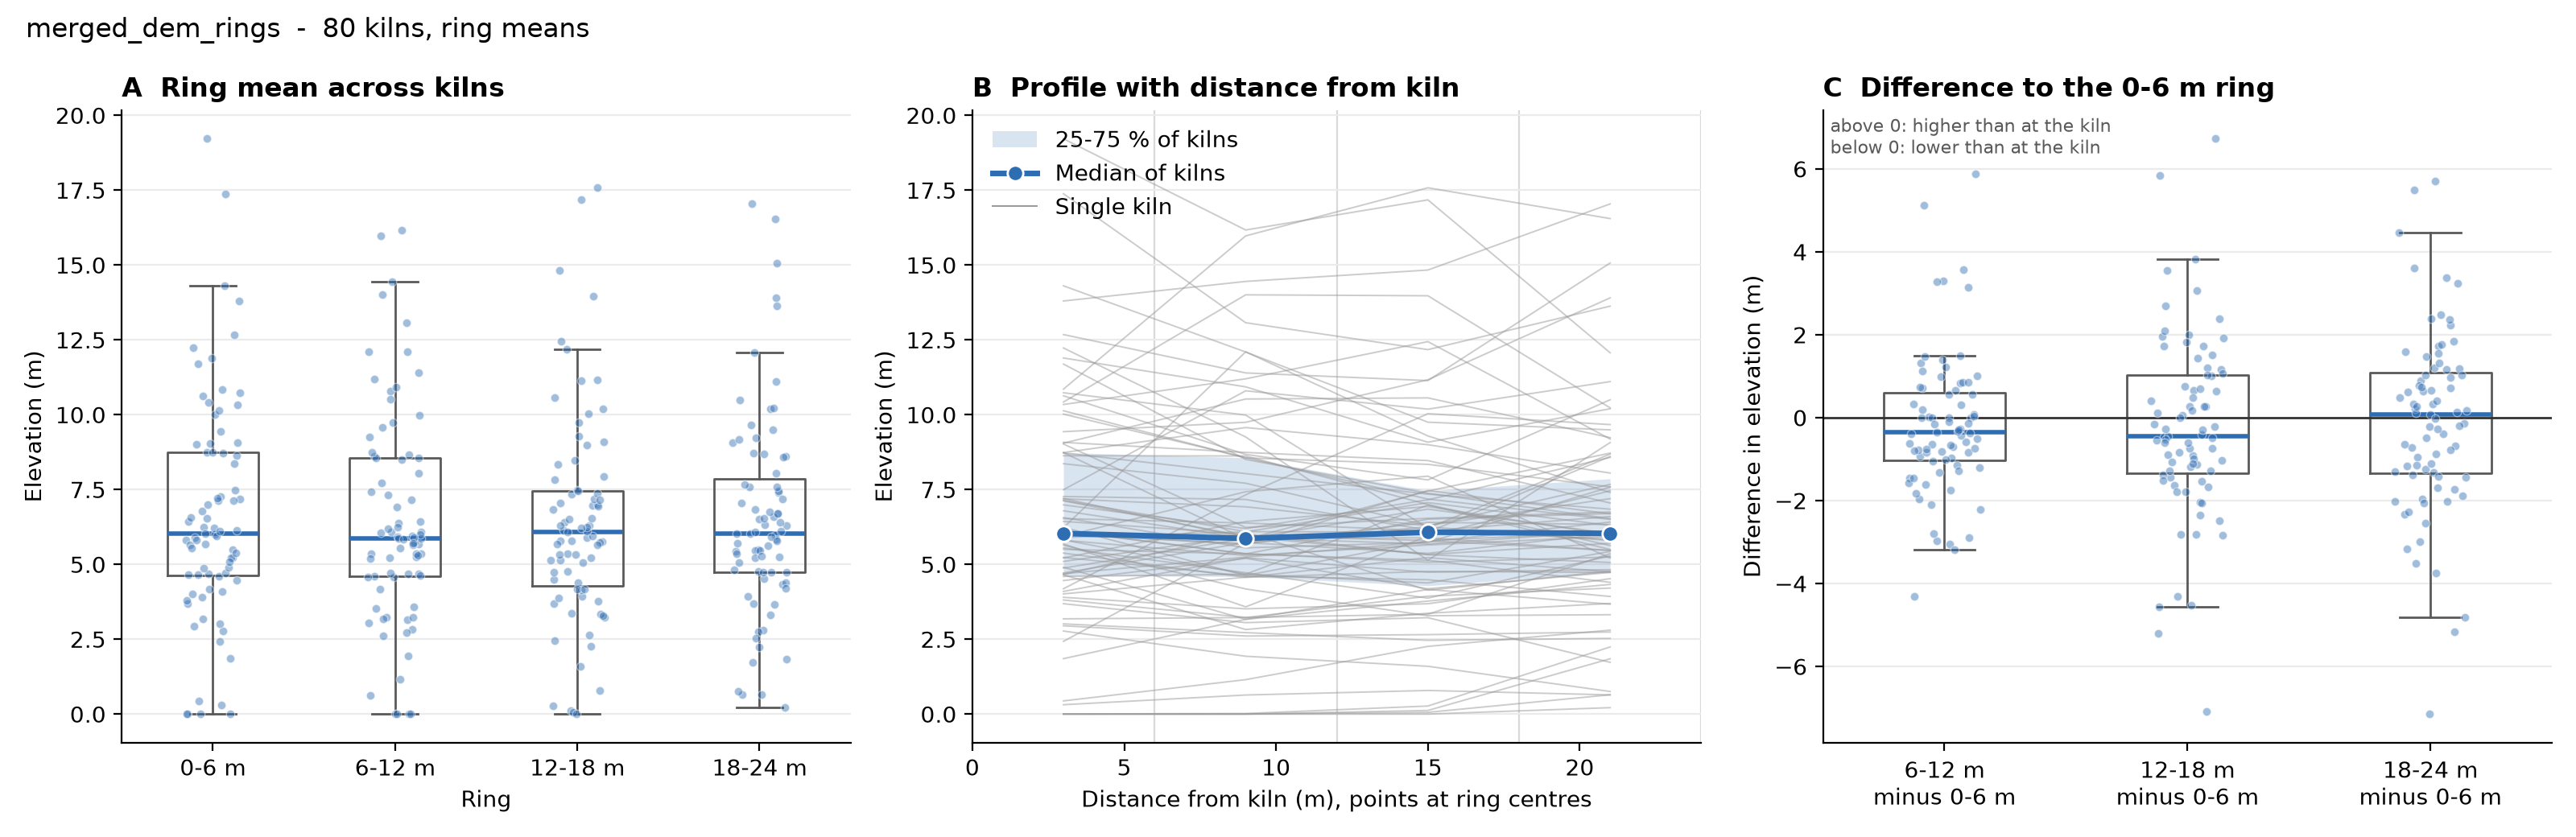 merged_dem_rings - 80 kilns, ring means
A Ring mean across kilns
20.0
17.5
15.0
12.5
10.0
7.5
5.0
2.5
0.0
Elevation (m)
0-6 m
6-12 m
12-18 m
18-24 m
Ring
B Profile with distance from kiln
20.0
17.5
15.0
12.5
10.0
7.5
5.0
2.5
0.0
Elevation (m)
25-75 % of kilns
Median of kilns
Single kiln
0
5
10
15
20
Distance from kiln (m), points at ring centres
C Difference to the 0-6 m ring
above 0: higher than at the kiln
below 0: lower than at the kiln
6
4
2
0
−2
−4
−6
Difference in elevation (m)
6-12 m
minus 0-6 m
12-18 m
minus 0-6 m
18-24 m
minus 0-6 m